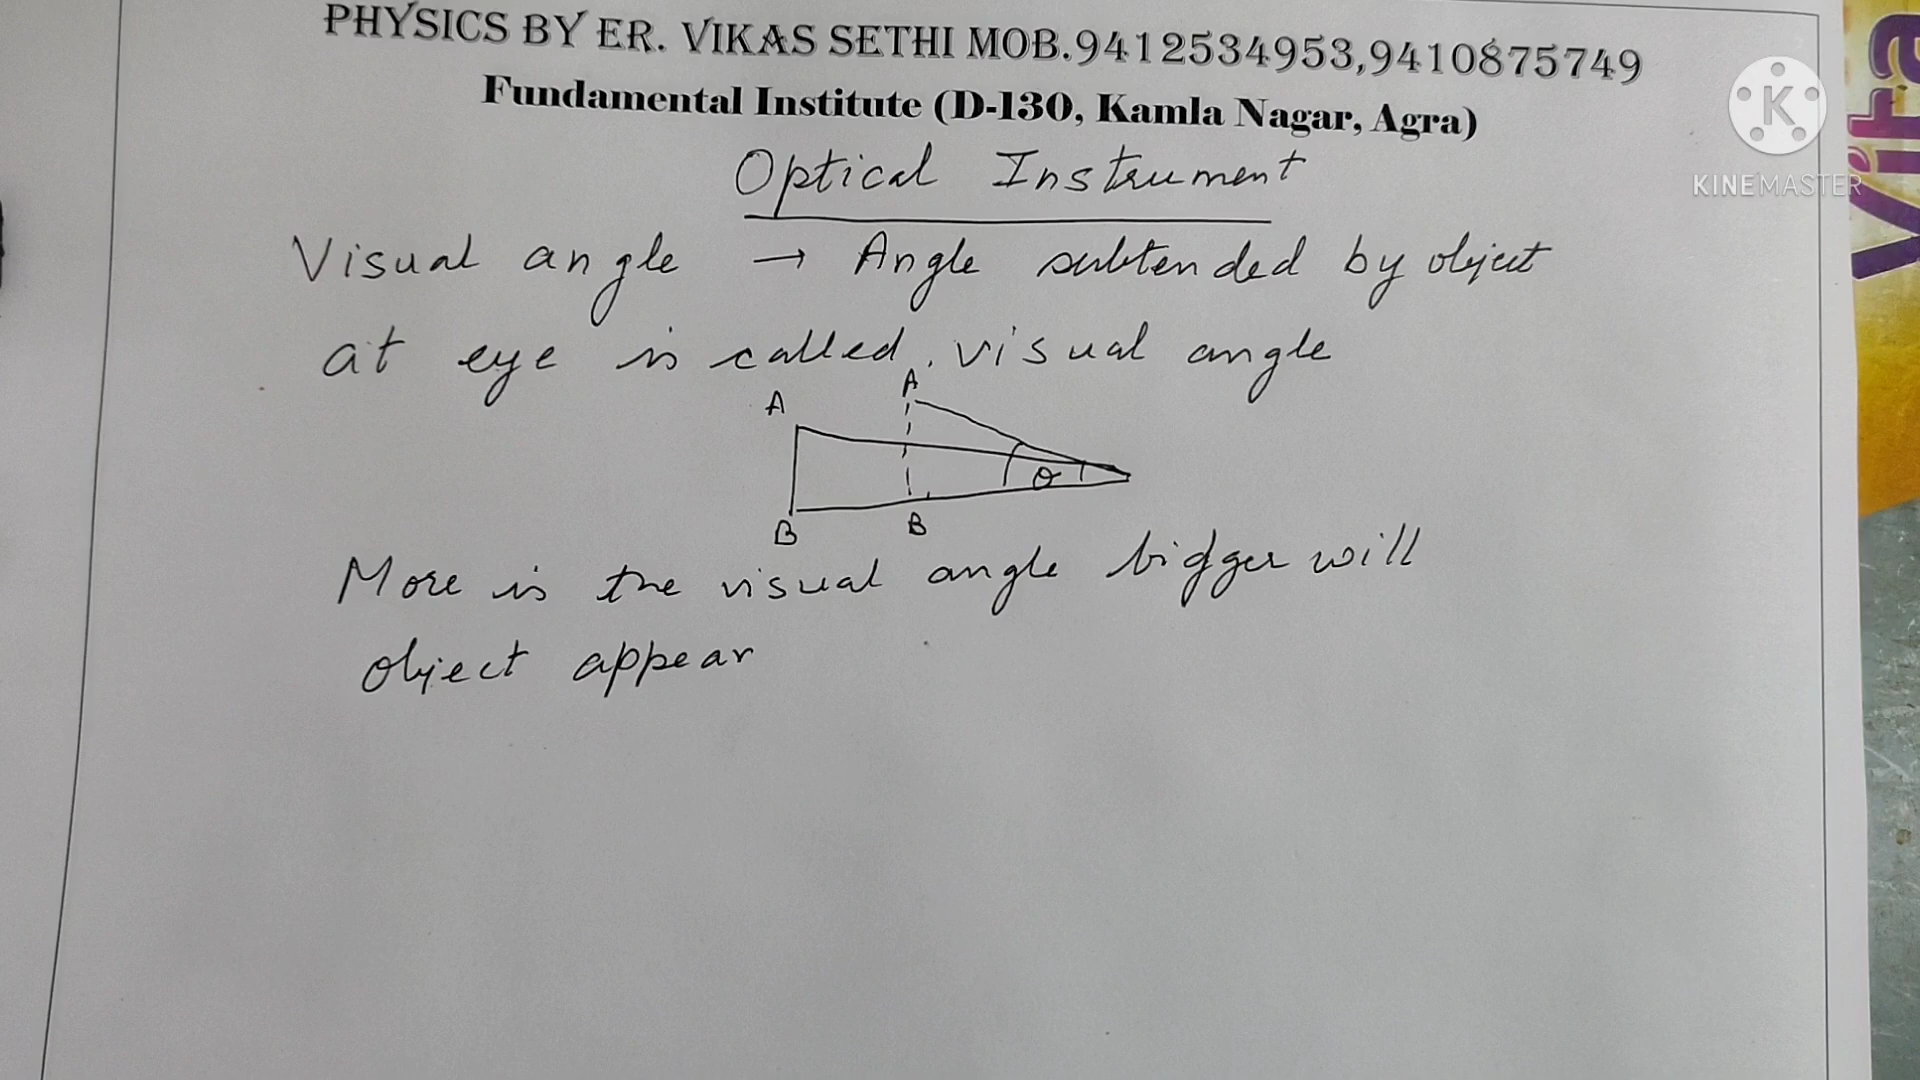 PHYSICS BY ER. VIKAS SETHI MOB.9412534953,9410875749
Fundamental Institute (D-130, Kamla Nagar, Agra)
K
KINEMASTER
Vita
Optical Instrument
Visual angle → Angle subtended by object
at eye is called. visual angle
A A
θ
B B
More is the visual angle bigger will
object appear